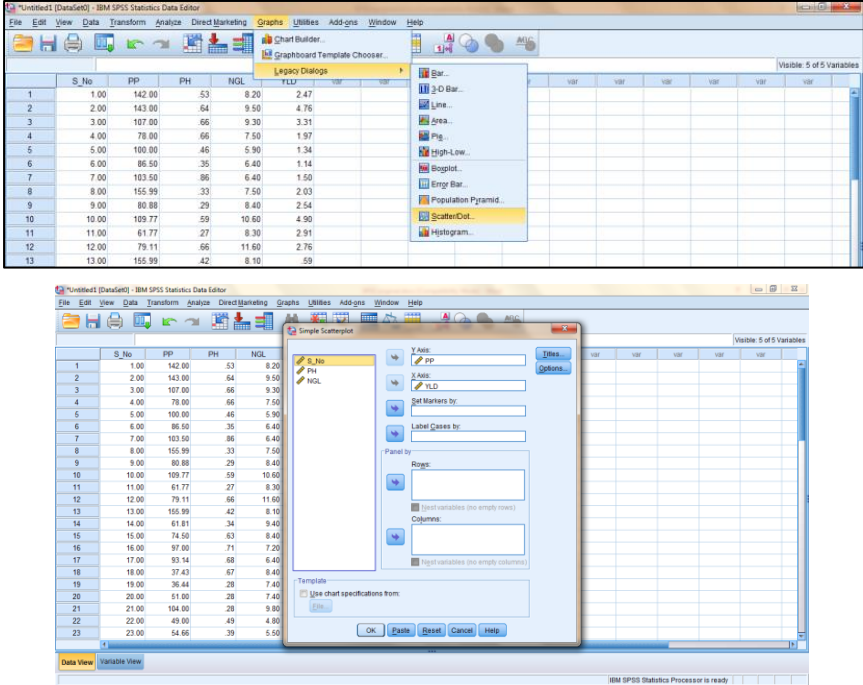 *Untitled1 [DataSet0] - IBM SPSS Statistics Data Editor
File Edit View Data Transform Analyze Direct Marketing Graphs Utilities Add-ons Window Help
Chart Builder...
Graphboard Template Chooser...
Legacy Dialogs
Visible: 5 of 5 Variables
S_No PP PH NGL YLD var var var var var var
1 1.00 142.00 .53 8.20 2.47
2 2.00 143.00 .64 9.50 4.76
3 3.00 107.00 .66 9.30 3.31
4 4.00 78.00 .66 7.50 1.97
5 5.00 100.00 .46 5.90 1.34
6 6.00 86.50 .35 6.40 1.14
7 7.00 103.50 .86 6.40 1.50
8 8.00 155.99 .33 7.50 2.03
9 9.00 80.88 .29 8.40 2.54
10 10.00 109.77 .59 10.60 4.90
11 11.00 61.77 .27 8.30 2.91
12 12.00 79.11 .66 11.60 2.76
13 13.00 155.99 .42 8.10 .59
Bar...
3-D Bar...
Line...
Area...
Pie...
High-Low...
Boxplot...
Error Bar...
Population Pyramid...
Scatter/Dot...
Histogram...
*Untitled1 [DataSet0] - IBM SPSS Statistics Data Editor
File Edit View Data Transform Analyze Direct Marketing Graphs Utilities Add-ons Window Help
Visible: 5 of 5 Variables
S_No PP PH NGL var var var var var
1 1.00 142.00 .53 8.20
2 2.00 143.00 .64 9.50
3 3.00 107.00 .66 9.30
4 4.00 78.00 .66 7.50
5 5.00 100.00 .46 5.90
6 6.00 86.50 .35 6.40
7 7.00 103.50 .86 6.40
8 8.00 155.99 .33 7.50
9 9.00 80.88 .29 8.40
10 10.00 109.77 .59 10.60
11 11.00 61.77 .27 8.30
12 12.00 79.11 .66 11.60
13 13.00 155.99 .42 8.10
14 14.00 61.81 .34 9.40
15 15.00 74.50 .63 8.40
16 16.00 97.00 .71 7.20
17 17.00 93.14 .68 6.40
18 18.00 37.43 .67 8.40
19 19.00 36.44 .28 7.40
20 20.00 51.00 .28 7.40
21 21.00 104.00 .28 9.80
22 22.00 49.00 .49 4.80
23 23.00 54.66 .39 5.50
Simple Scatterplot
S_No
PH
NGL
Y Axis:
PP
X Axis:
YLD
Set Markers by:
Label Cases by:
Titles...
Options...
Panel by
Rows:
Nest variables (no empty rows)
Columns:
Nest variables (no empty columns)
Template
Use chart specifications from:
File...
OK Paste Reset Cancel Help
Data View Variable View
IBM SPSS Statistics Processor is ready